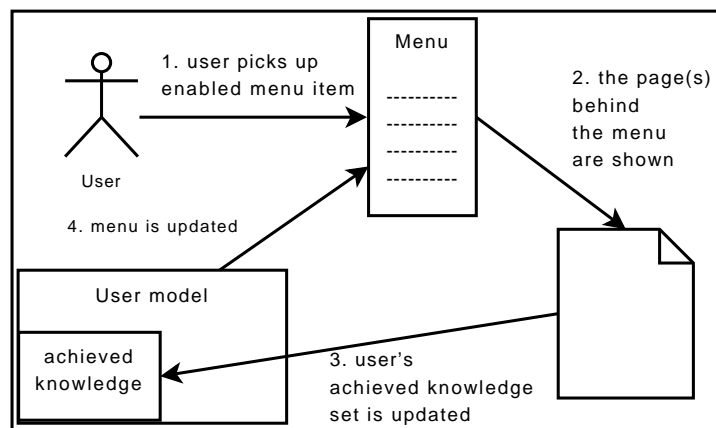 1. user picks up
enabled menu item
Menu
----------
----------
----------
----------
2. the page(s)
behind
the menu
are shown
User
4. menu is updated
User model
achieved
knowledge
3. user's
achieved knowledge
set is updated